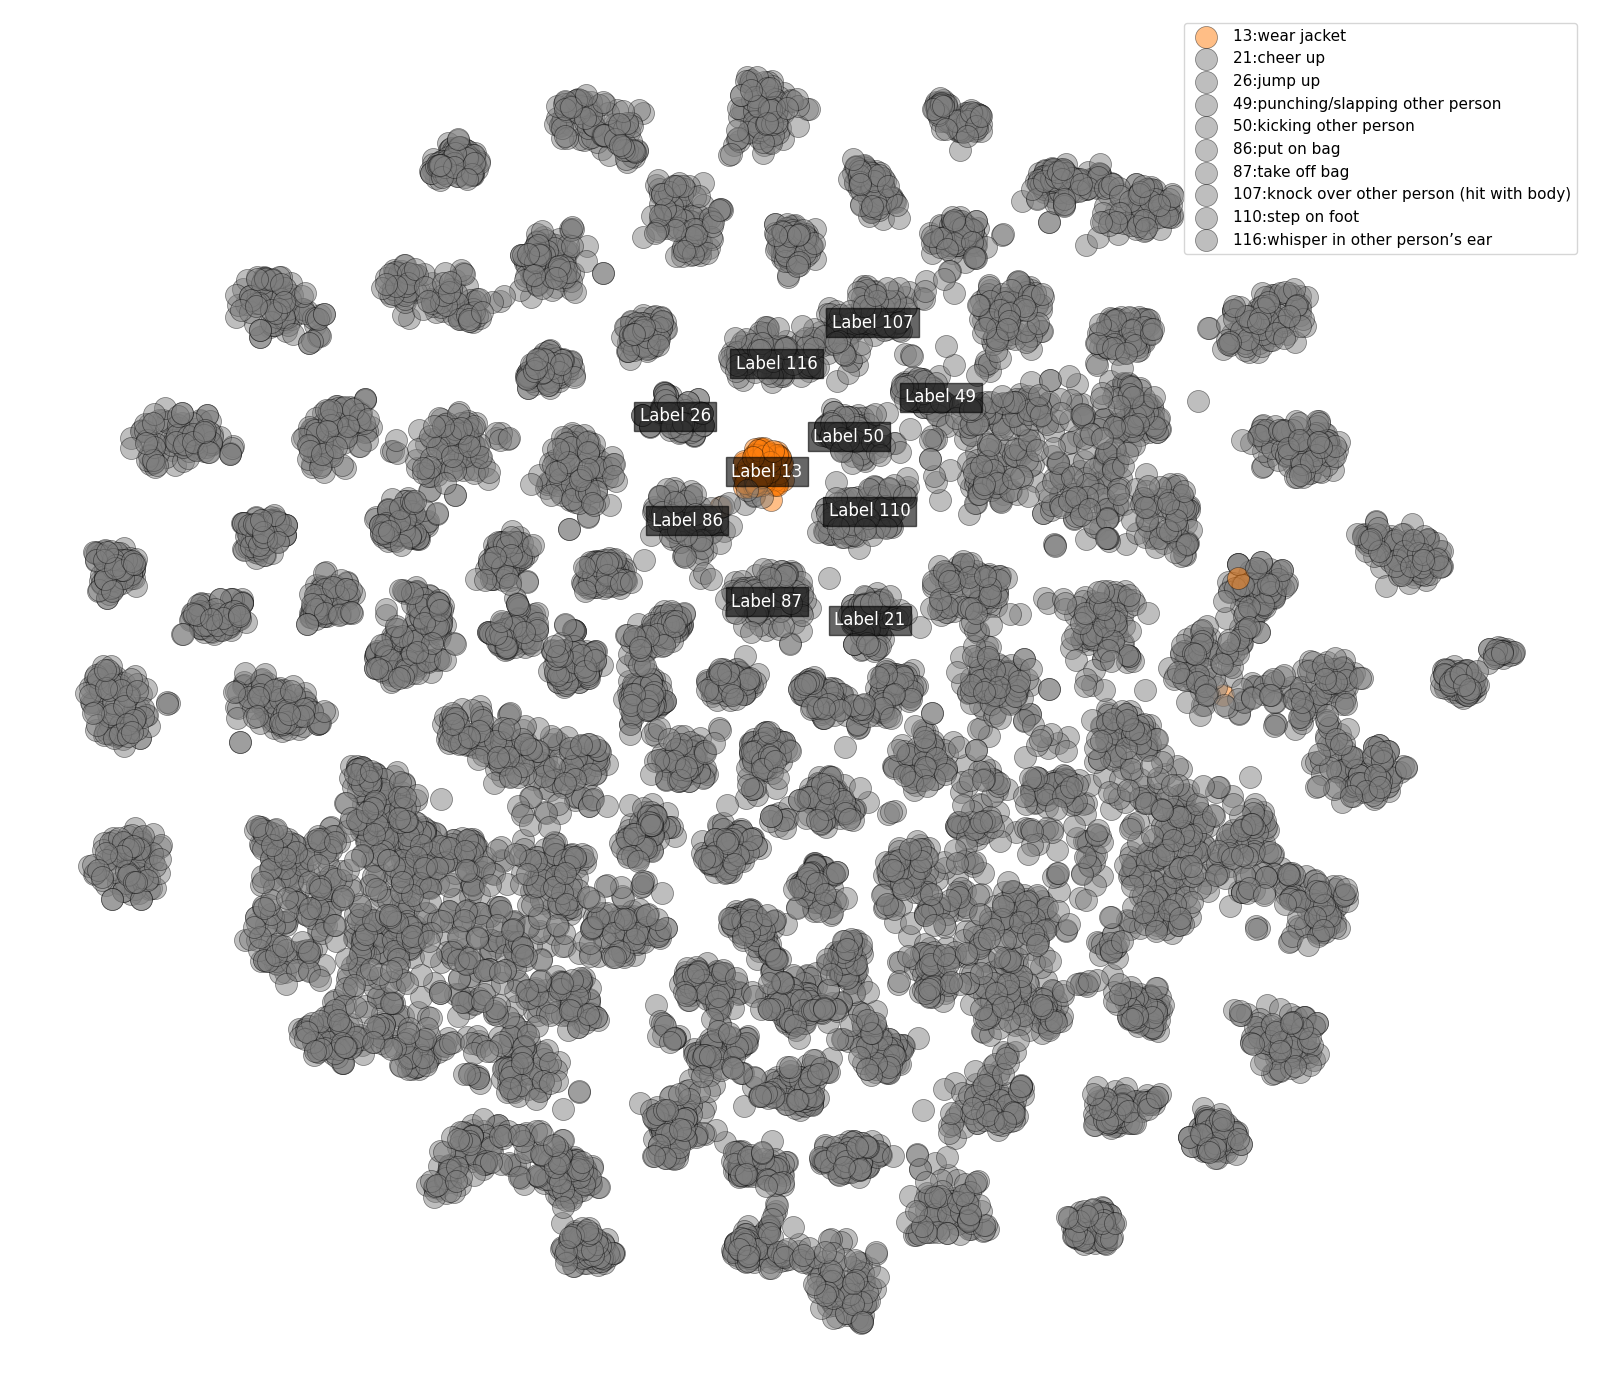 13:wear jacket
21:cheer up
26:jump up
49:punching/slapping other person
50:kicking other person
86:put on bag
87:take off bag
107:knock over other person (hit with body)
110:step on foot
116:whisper in other person’s ear
Label 107
Label 116
Label 49
Label 26
Label 50
Label 13
Label 110
Label 86
Label 87
Label 21